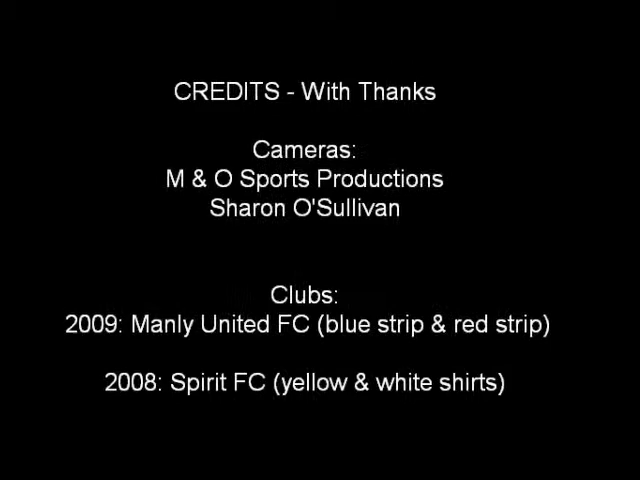 CREDITS - With Thanks
Cameras:
M & O Sports Productions
Sharon O'Sullivan
Clubs:
2009: Manly United FC (blue strip & red strip)
2008: Spirit FC (yellow & white shirts)